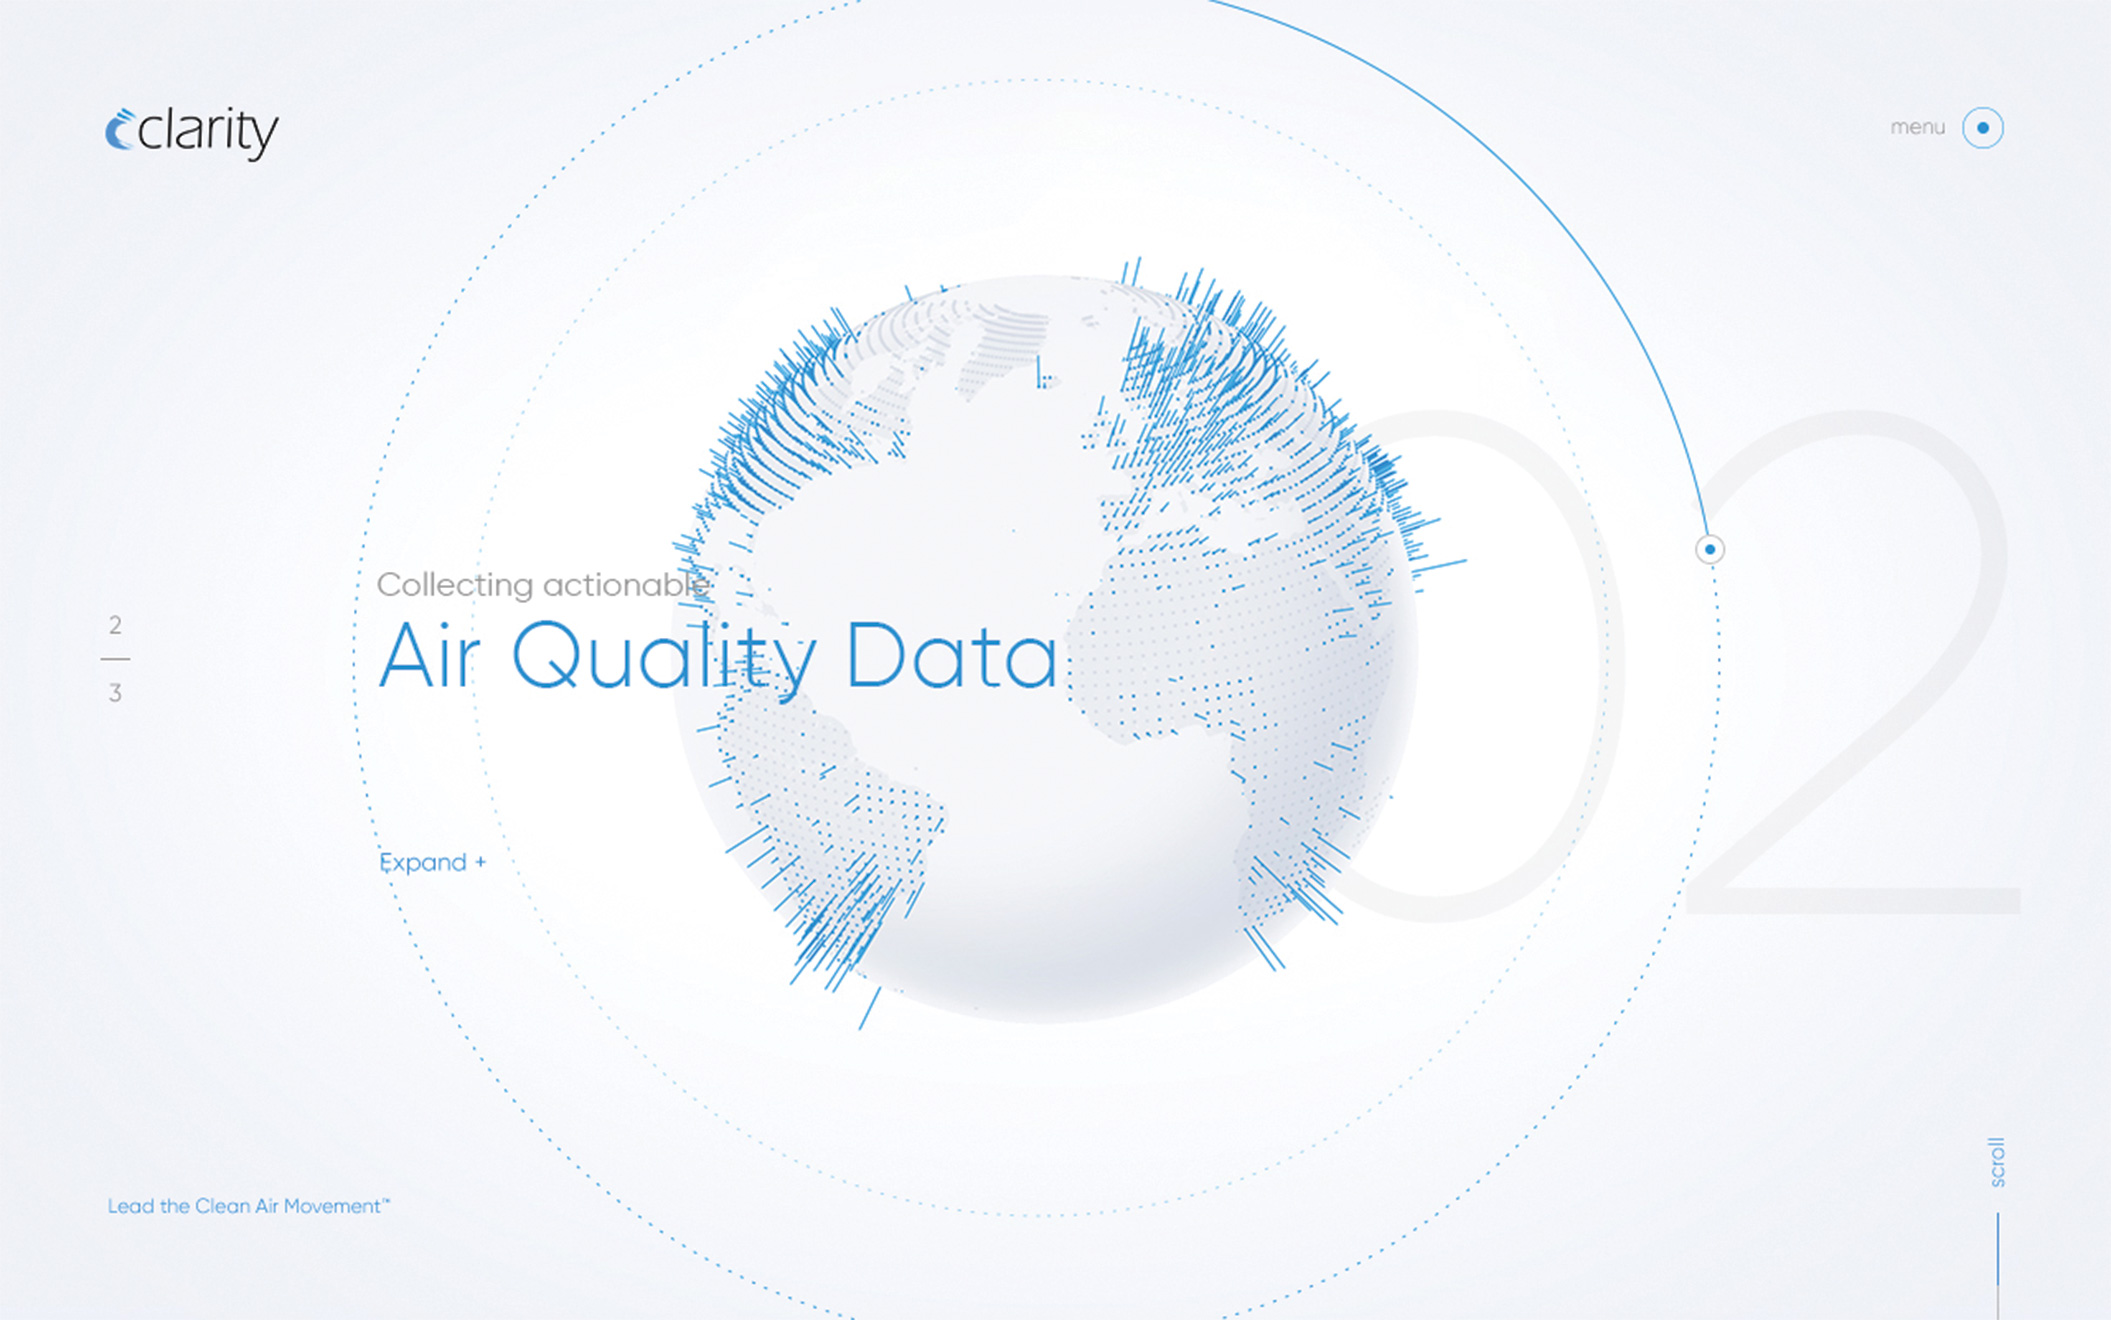 clarity
menu
02
Collecting actionable
Air Quality Data
2
3
Expand +
scroll
Lead the Clean Air Movement™